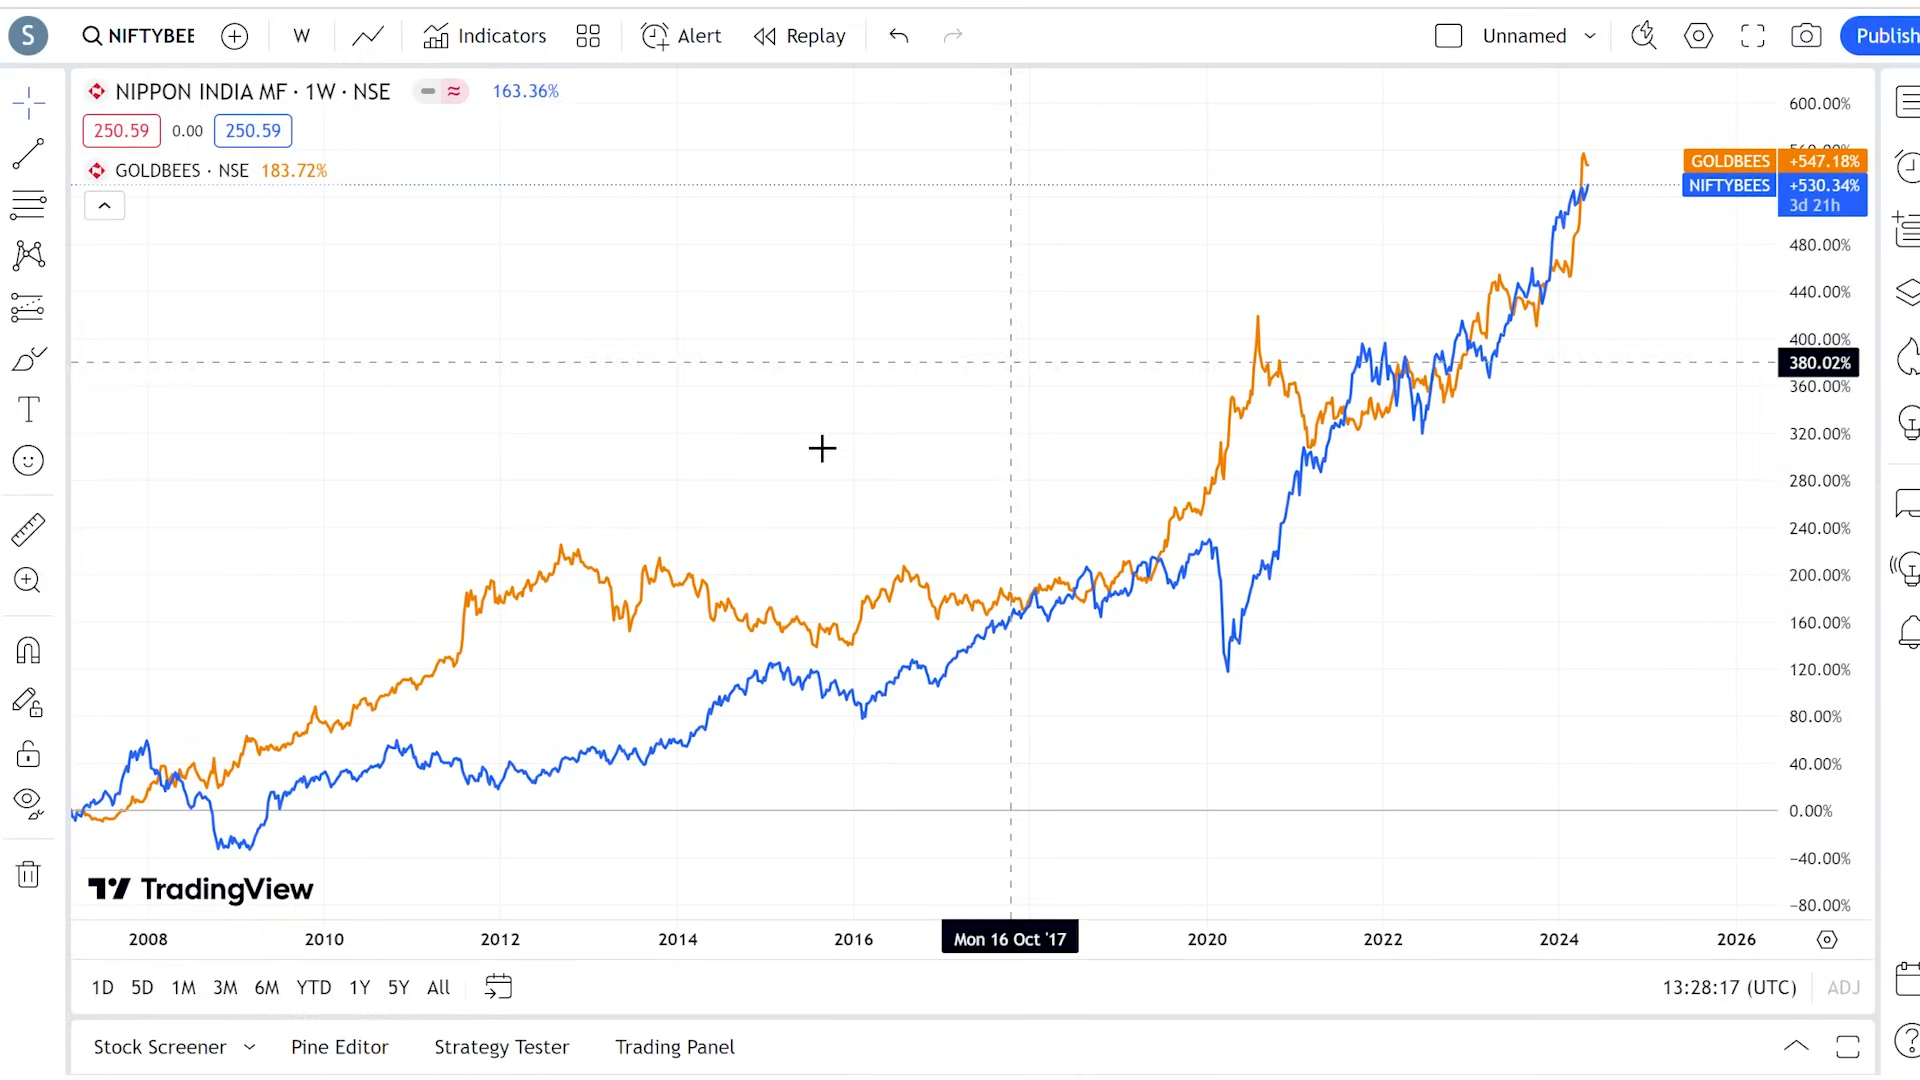 S NIFTYBEE W Indicators Alert Replay Unnamed Publish
NIPPON INDIA MF · 1W · NSE 163.36%
250.59 0.00 250.59
GOLDBEES · NSE 183.72%
600.00%
GOLDBEES +547.18%
NIFTYBEES +530.34%
3d 21h
480.00%
440.00%
400.00%
380.02%
360.00%
320.00%
280.00%
240.00%
200.00%
160.00%
120.00%
80.00%
40.00%
0.00%
−40.00%
−80.00%
TradingView
2008 2010 2012 2014 2016 Mon 16 Oct '17 2020 2022 2024 2026
1D 5D 1M 3M 6M YTD 1Y 5Y All 13:28:17 (UTC) ADJ
Stock Screener Pine Editor Strategy Tester Trading Panel